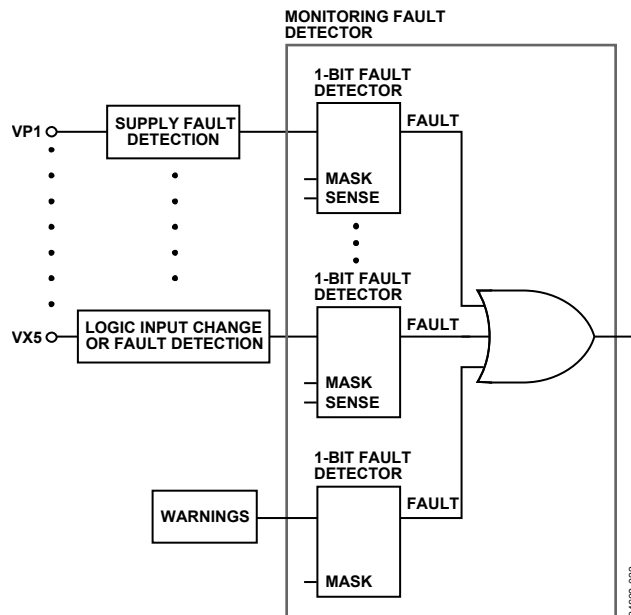 MONITORING FAULT
DETECTOR
1-BIT FAULT
DETECTOR
VP1
SUPPLY FAULT
DETECTION
FAULT
MASK
SENSE
1-BIT FAULT
DETECTOR
VX5
LOGIC INPUT CHANGE
OR FAULT DETECTION
FAULT
MASK
SENSE
1-BIT FAULT
DETECTOR
WARNINGS
FAULT
MASK